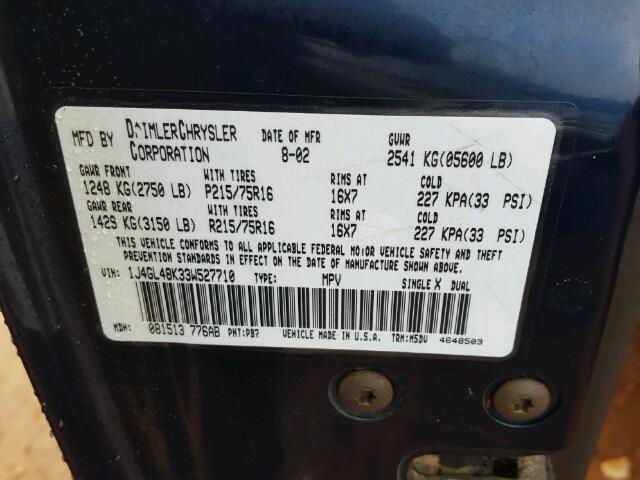 MFD BY DAIMLERCHRYSLER CORPORATION DATE OF MFR 8-02 GVWR 2541 KG(05600 LB)
GAWR FRONT WITH TIRES RIMS AT COLD
1248 KG(2750 LB) P215/75R16 16X7 227 KPA(33 PSI)
GAWR REAR WITH TIRES RIMS AT COLD
1429 KG(3150 LB) R215/75R16 16X7 227 KPA(33 PSI)
THIS VEHICLE CONFORMS TO ALL APPLICABLE FEDERAL MOTOR VEHICLE SAFETY AND THEFT
PREVENTION STANDARDS IN EFFECT ON THE DATE OF MANUFACTURE SHOWN ABOVE.
VIN: 1J4GL48K33W527710 TYPE: MPV SINGLE X DUAL
MDH: 081513 776AB PNT:PB7 VEHICLE MADE IN U.S.A. TRM:MSDV 4648503